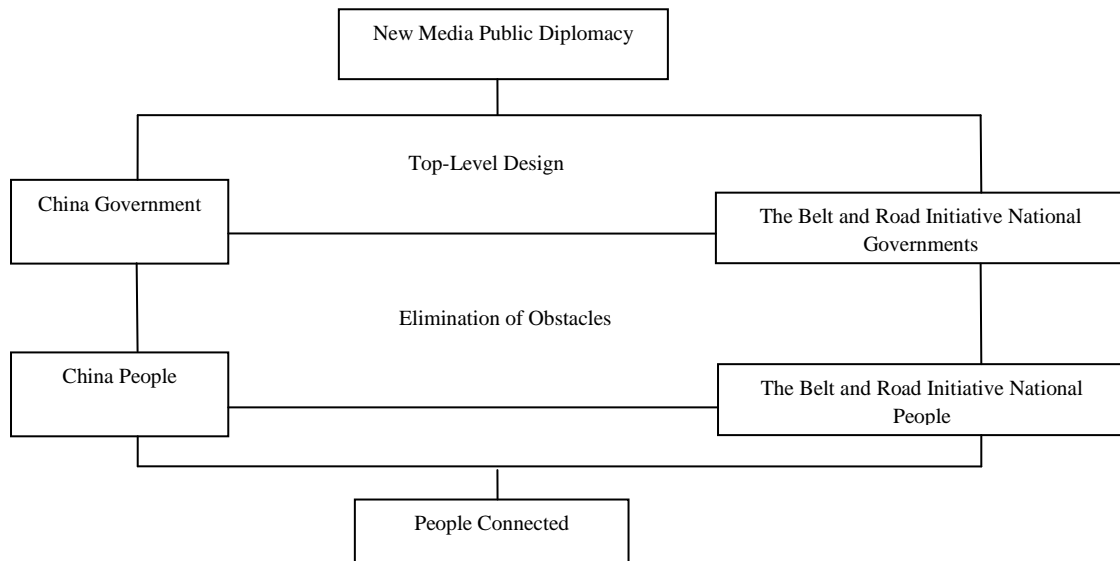 New Media Public Diplomacy
Top-Level Design
China Government
The Belt and Road Initiative National
Governments
Elimination of Obstacles
China People
The Belt and Road Initiative National
People
People Connected